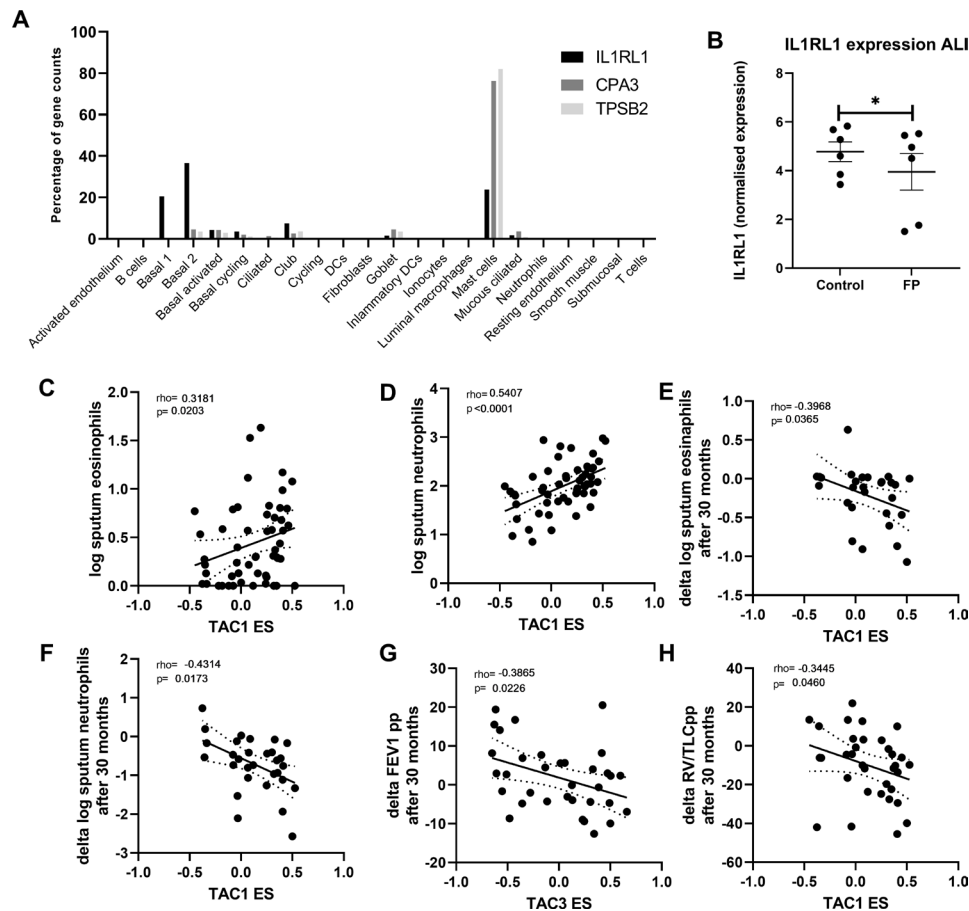 A
Percentage of gene counts
100
80
60
40
20
0
IL1RL1
CPA3
TPSB2
Activated endothelium
B cells
Basal 1
Basal 2
Basal activated
Basal cycling
Ciliated
Club
Cycling
DCs
Fibroblasts
Goblet
Inlammatory DCs
Ionocytes
Luminal macrophages
Mast cells
Mucous ciliated
Neutrophils
Resting endothelium
Smooth muscle
Submucosal
T cells
B
IL1RL1 expression ALI
IL1RL1 (normalised expression)
8
6
4
2
0
*
Control
FP
C
rho= 0.3181
p= 0.0203
log sputum eosinophils
2.0
1.5
1.0
0.5
0.0
-1.0
-0.5
0.0
0.5
1.0
TAC1 ES
D
rho= 0.5407
p <0.0001
log sputum neutrophils
4
3
2
1
0
-1.0
-0.5
0.0
0.5
1.0
TAC1 ES
E
rho= -0.3968
p= 0.0365
delta log sputum eosinaphils
after 30 months
1.0
0.5
0.0
-0.5
-1.0
-1.5
-1.0
-0.5
0.0
0.5
1.0
TAC1 ES
F
rho= -0.4314
p= 0.0173
delta log sputum neutrophils
after 30 months
2
1
0
-1
-2
-3
-1.0
-0.5
0.0
0.5
1.0
TAC1 ES
G
rho= -0.3865
p= 0.0226
delta FEV1 pp
after 30 months
30
20
10
0
-10
-20
-1.0
-0.5
0.0
0.5
1.0
TAC3 ES
H
rho= -0.3445
p= 0.0460
delta RV/TLCpp
after 30 months
40
20
0
-20
-40
-60
-1.0
-0.5
0.0
0.5
1.0
TAC1 ES